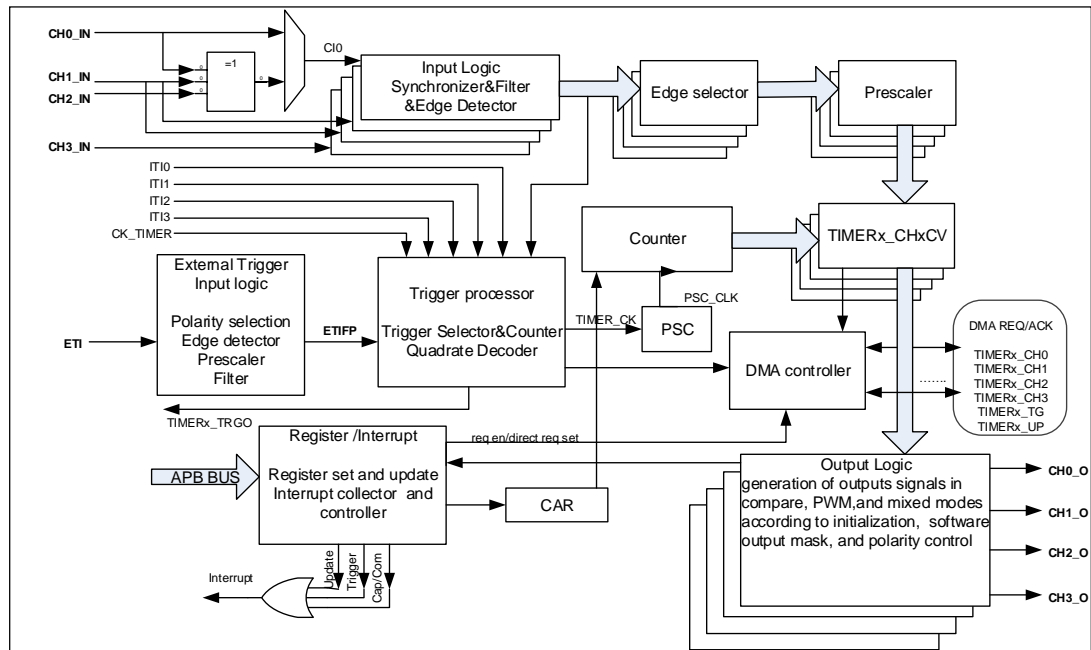 CH0_IN
CH1_IN
CH2_IN
CH3_IN
=1
CI0
Input Logic
Synchronizer&Filter
&Edge Detector
Edge selector
Prescaler
ITI0
ITI1
ITI2
ITI3
CK_TIMER
External Trigger
Input logic
Polarity selection
Edge detector
Prescaler
Filter
ETI
ETIFP
Trigger processor
Trigger Selector&Counter
Quadrate Decoder
TIMERx_TRGO
Counter
TIMERx_CHxCV
TIMER_CK
PSC_CLK
PSC
DMA controller
DMA REQ/ACK
TIMERx_CH0
TIMERx_CH1
TIMERx_CH2
TIMERx_CH3
TIMERx_TG
TIMERx_UP
........
APB BUS
Register /Interrupt
Register set and update
Interrupt collector and
controller
req en/direct req set
CAR
Update
Trigger
Cap/Com
Interrupt
Output Logic
generation of outputs signals in
compare, PWM,and mixed modes
according to initialization, software
output mask, and polarity control
CH0_O
CH1_O
CH2_O
CH3_O